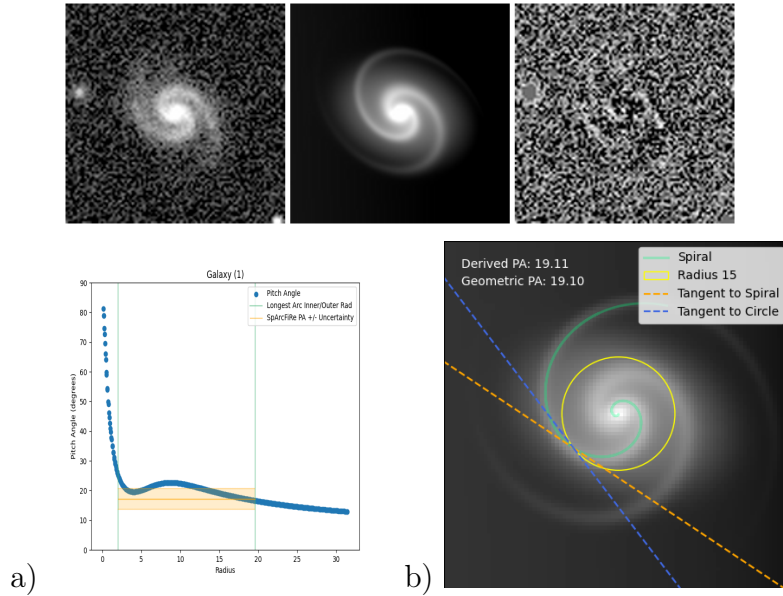 Galaxy (1)
Pitch Angle
Longest Arc Inner/Outer Rad
SpArcFiRe PA +/- Uncertainty
Pitch Angle (degrees)
90
80
70
60
50
40
30
20
10
0
0
5
10
15
20
25
30
Radius
a)
Derived PA: 19.11
Geometric PA: 19.10
Spiral
Radius 15
Tangent to Spiral
Tangent to Circle
b)